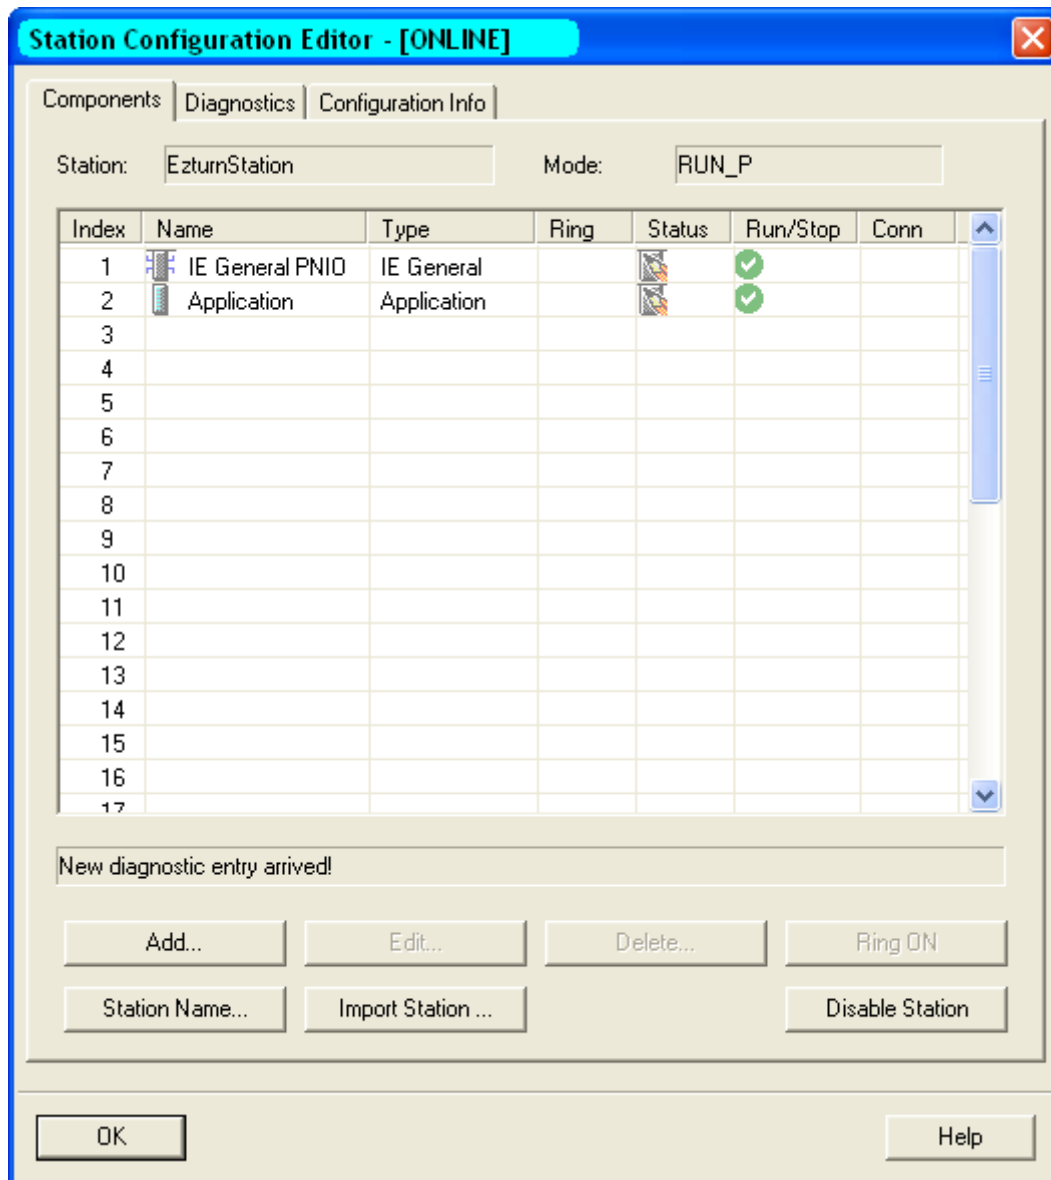 Station Configuration Editor - [ONLINE]
Components Diagnostics Configuration Info
Station: EzturnStation Mode: RUN_P
Index Name Type Ring Status Run/Stop Conn
1 IE General PNIO IE General
2 Application Application
3
4
5
6
7
8
9
10
11
12
13
14
15
16
17
New diagnostic entry arrived!
Add... Edit... Delete... Ring ON
Station Name... Import Station ... Disable Station
OK Help